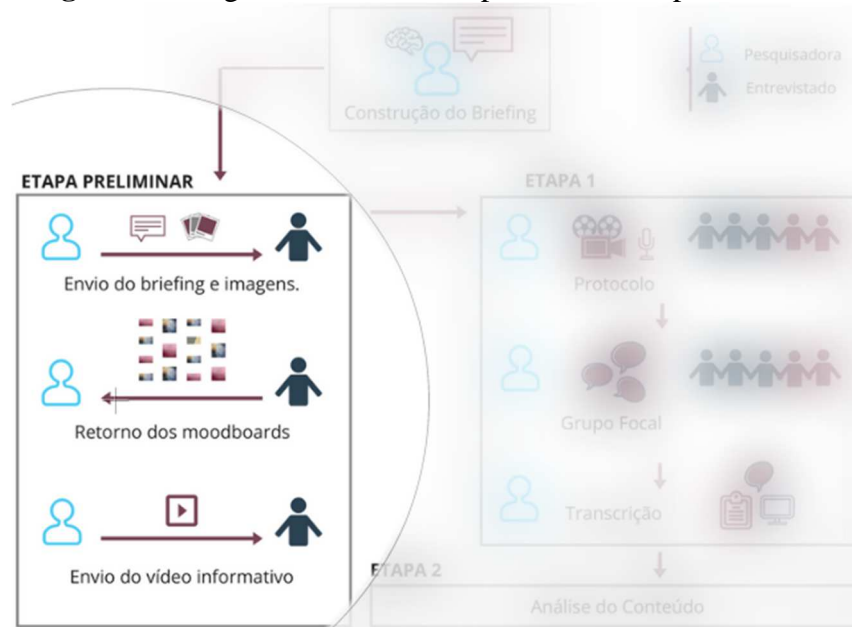 Construção do Briefing
Pesquisadora
Entrevistado
ETAPA PRELIMINAR
Envio do briefing e imagens.
Retorno dos moodboards
Envio do vídeo informativo
ETAPA 1
Protocolo
Grupo Focal
Transcrição
ETAPA 2
Análise do Conteúdo